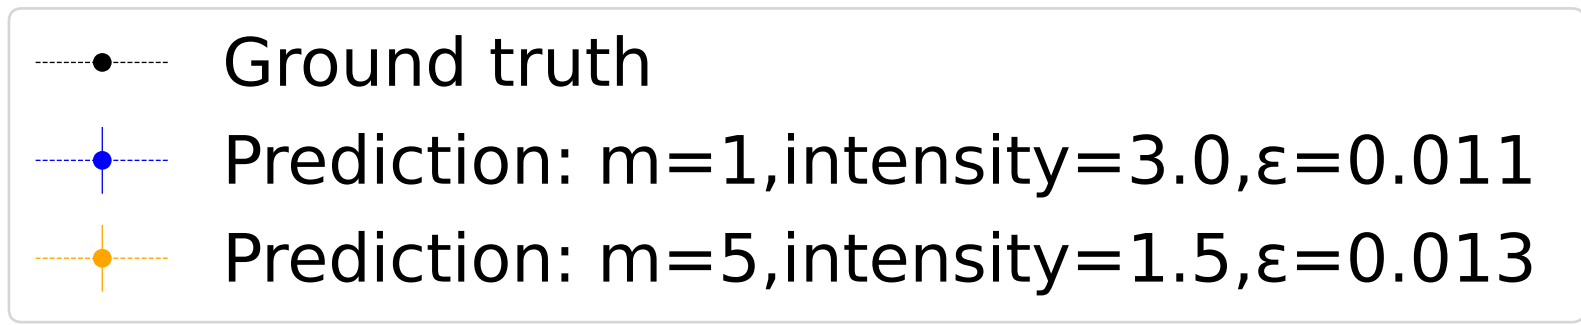 Ground truth
Prediction: m=1,intensity=3.0,ε=0.011
Prediction: m=5,intensity=1.5,ε=0.013